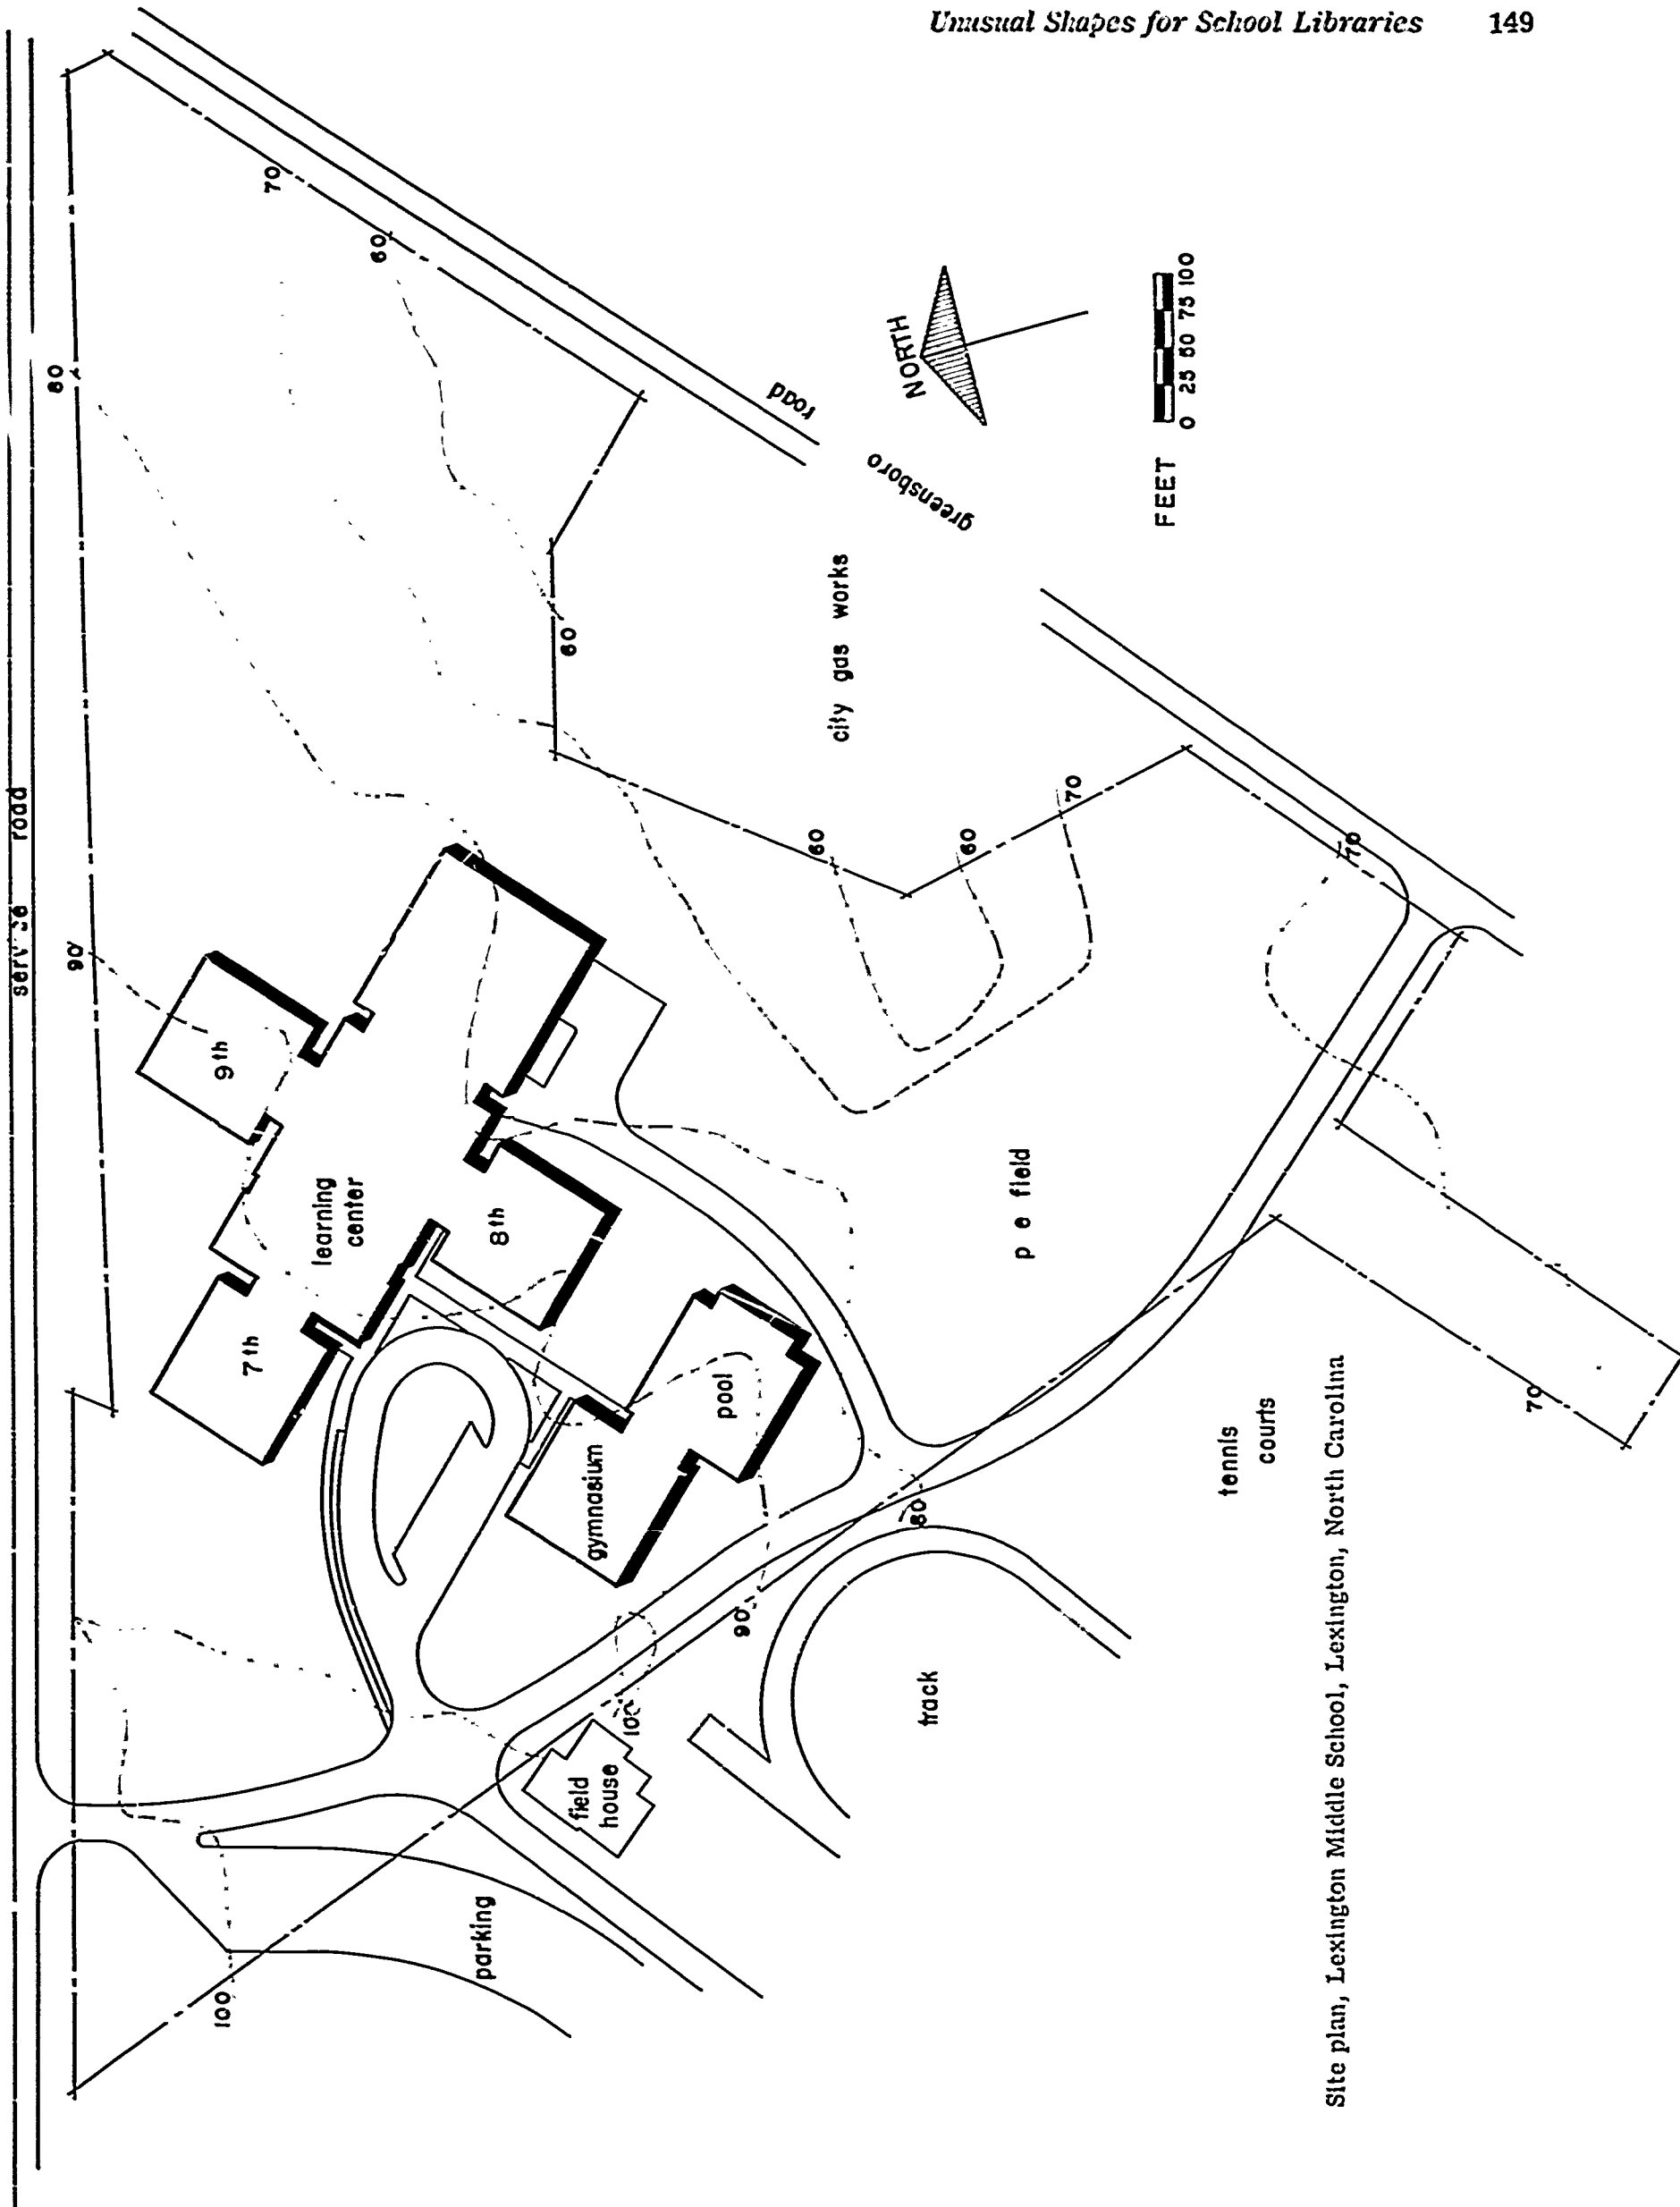 Unusual Shapes for School Libraries 149
service road
80
90
70
60
60
60
60
70
70
70
80
90
100
100
9th
learning
center
7th
8th
pool
gymnasium
field
house
parking
track
tennis
courts
p e field
city gas works
greensboro
road
NORTH
FEET
0 25 50 75 100
Site plan, Lexington Middle School, Lexington, North Carolina